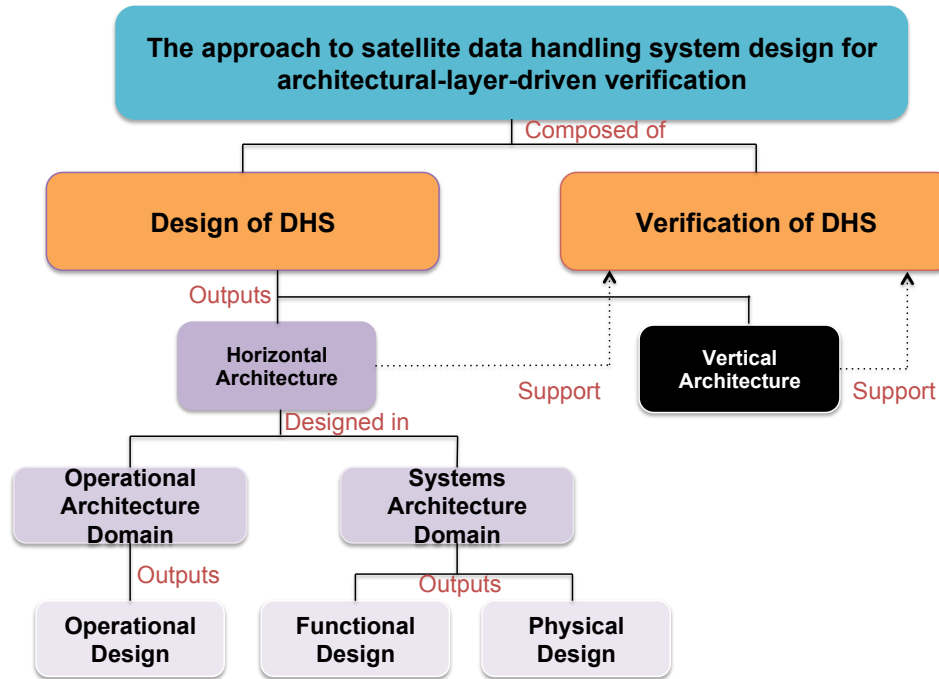 The approach to satellite data handling system design for
architectural-layer-driven verification
Composed of
Design of DHS
Verification of DHS
Outputs
Horizontal
Architecture
Vertical
Architecture
Support
Support
Designed in
Operational
Architecture
Domain
Systems
Architecture
Domain
Outputs
Outputs
Operational
Design
Functional
Design
Physical
Design